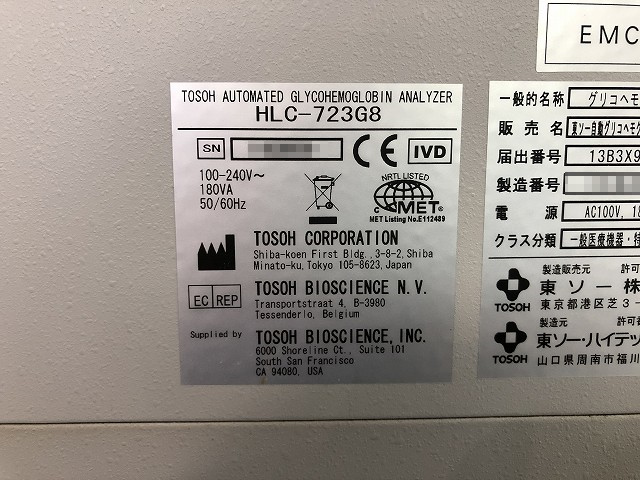 EMC
TOSOH AUTOMATED GLYCOHEMOGLOBIN ANALYZER
HLC-723G8
SN
CE IVD
100-240V~
180VA
50/60Hz
NRTL LISTED
c MET®
MET Listing No.E112489
TOSOH CORPORATION
Shiba-koen First Bldg., 3-8-2, Shiba
Minato-ku, Tokyo 105-8623, Japan
EC REP
TOSOH BIOSCIENCE N.V.
Transportstraat 4, B-3980
Tessenderlo, Belgium
Supplied by
TOSOH BIOSCIENCE, INC.
6000 Shoreline Ct., Suite 101
South San Francisco
CA 94080, USA
一般的名称 グリコヘモ
販売名 東ソー自動グリコヘモグ
届出番号 13B3X9
製造番号
電源 AC100V, 18
クラス分類 一般医療機器・特
製造販売元 許可
TOSOH
東ソー株
東京都港区芝3-
製造元 許可
TOSOH
東ソー・ハイテッ
山口県周南市福川